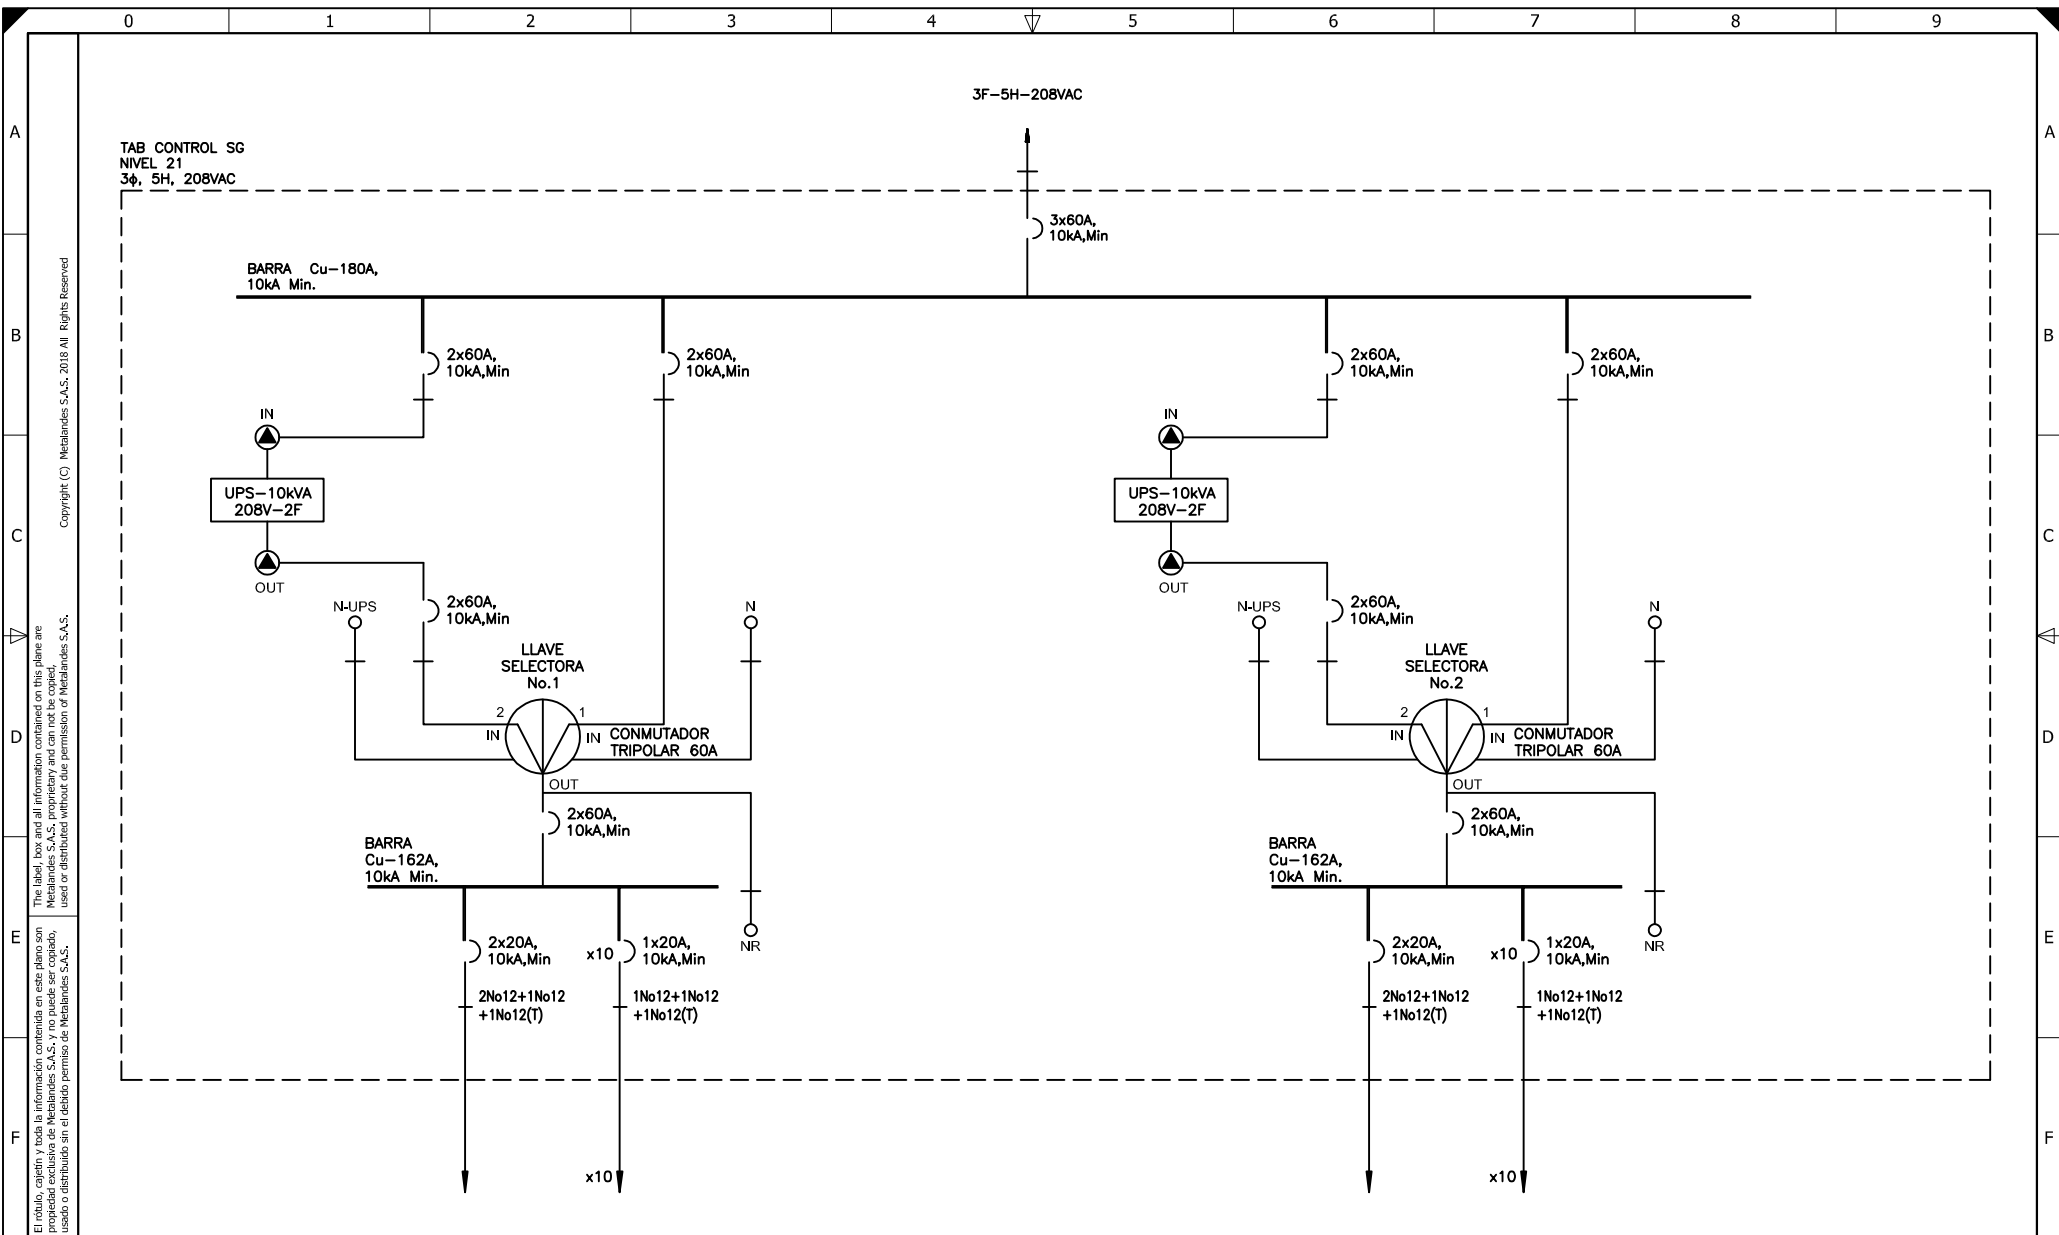 0 1 2 3 4 5 6 7 8 9
3F-5H-208VAC
A
A
TAB CONTROL SG
NIVEL 21
3ϕ, 5H, 208VAC
3x60A,
10kA,Min
BARRA Cu-180A,
10kA Min.
B
B
2x60A,
10kA,Min
2x60A,
10kA,Min
2x60A,
10kA,Min
2x60A,
10kA,Min
IN
IN
UPS-10kVA
208V-2F
UPS-10kVA
208V-2F
C
C
OUT
OUT
N-UPS
2x60A,
10kA,Min
N
N-UPS
2x60A,
10kA,Min
N
LLAVE
SELECTORA
No.1
LLAVE
SELECTORA
No.2
2
1
IN
IN
CONMUTADOR
TRIPOLAR 60A
2
1
IN
IN
CONMUTADOR
TRIPOLAR 60A
D
D
OUT
OUT
2x60A,
10kA,Min
2x60A,
10kA,Min
BARRA
Cu-162A,
10kA Min.
BARRA
Cu-162A,
10kA Min.
E
E
2x20A,
10kA,Min
x10
1x20A,
10kA,Min
NR
2x20A,
10kA,Min
x10
1x20A,
10kA,Min
NR
2No12+1No12
+1No12(T)
1No12+1No12
+1No12(T)
2No12+1No12
+1No12(T)
1No12+1No12
+1No12(T)
F
F
x10
x10
The label, box and all information contained on this plane are
Metalandes S.A.S. proprietary and can not be copied,
used or distributed without due permission of Metalandes S.A.S.
Copyright (C) Metalandes S.A.S. 2018 All Rights Reserved
El rótulo, cajetín y toda la información contenida en este plano son
propiedad exclusiva de Metalandes S.A.S. y no puede ser copiado,
usado o distribuido sin el debido permiso de Metalandes S.A.S.